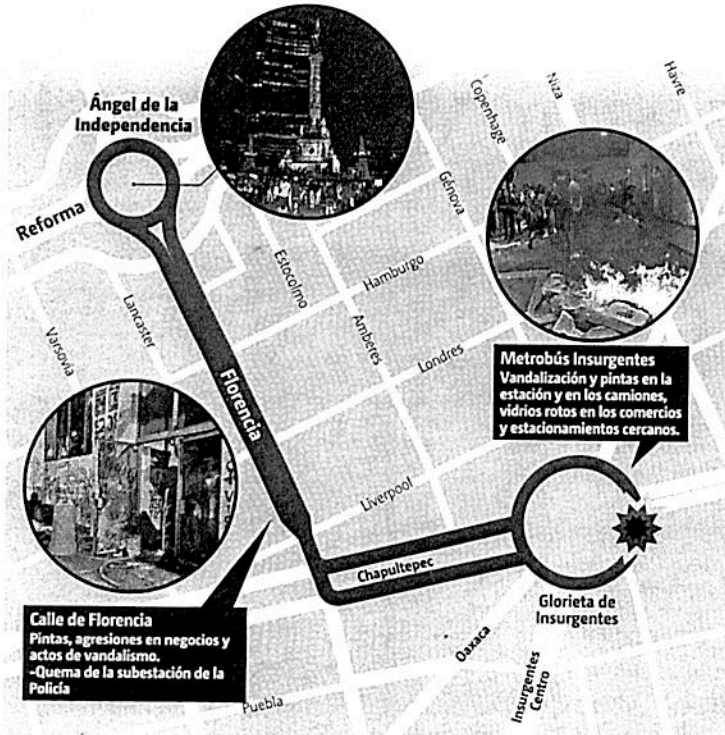 Ángel de la
Independencia
Reforma
Copenhage
Niza
Havre
Génova
Estocolmo
Hamburgo
Lancaster
Amberes
Varsovia
Londres
Florencia
Metrobús Insurgentes
Vandalización y pintas en la
estación y en los camiones,
vidrios rotos en los comercios
y estacionamientos cercanos.
Liverpool
Chapultepec
Glorieta de
Insurgentes
Calle de Florencia
Pintas, agresiones en negocios y
actos de vandalismo.
-Quema de la subestación de la
Policía
Oaxaca
Insurgentes
Centro
Puebla